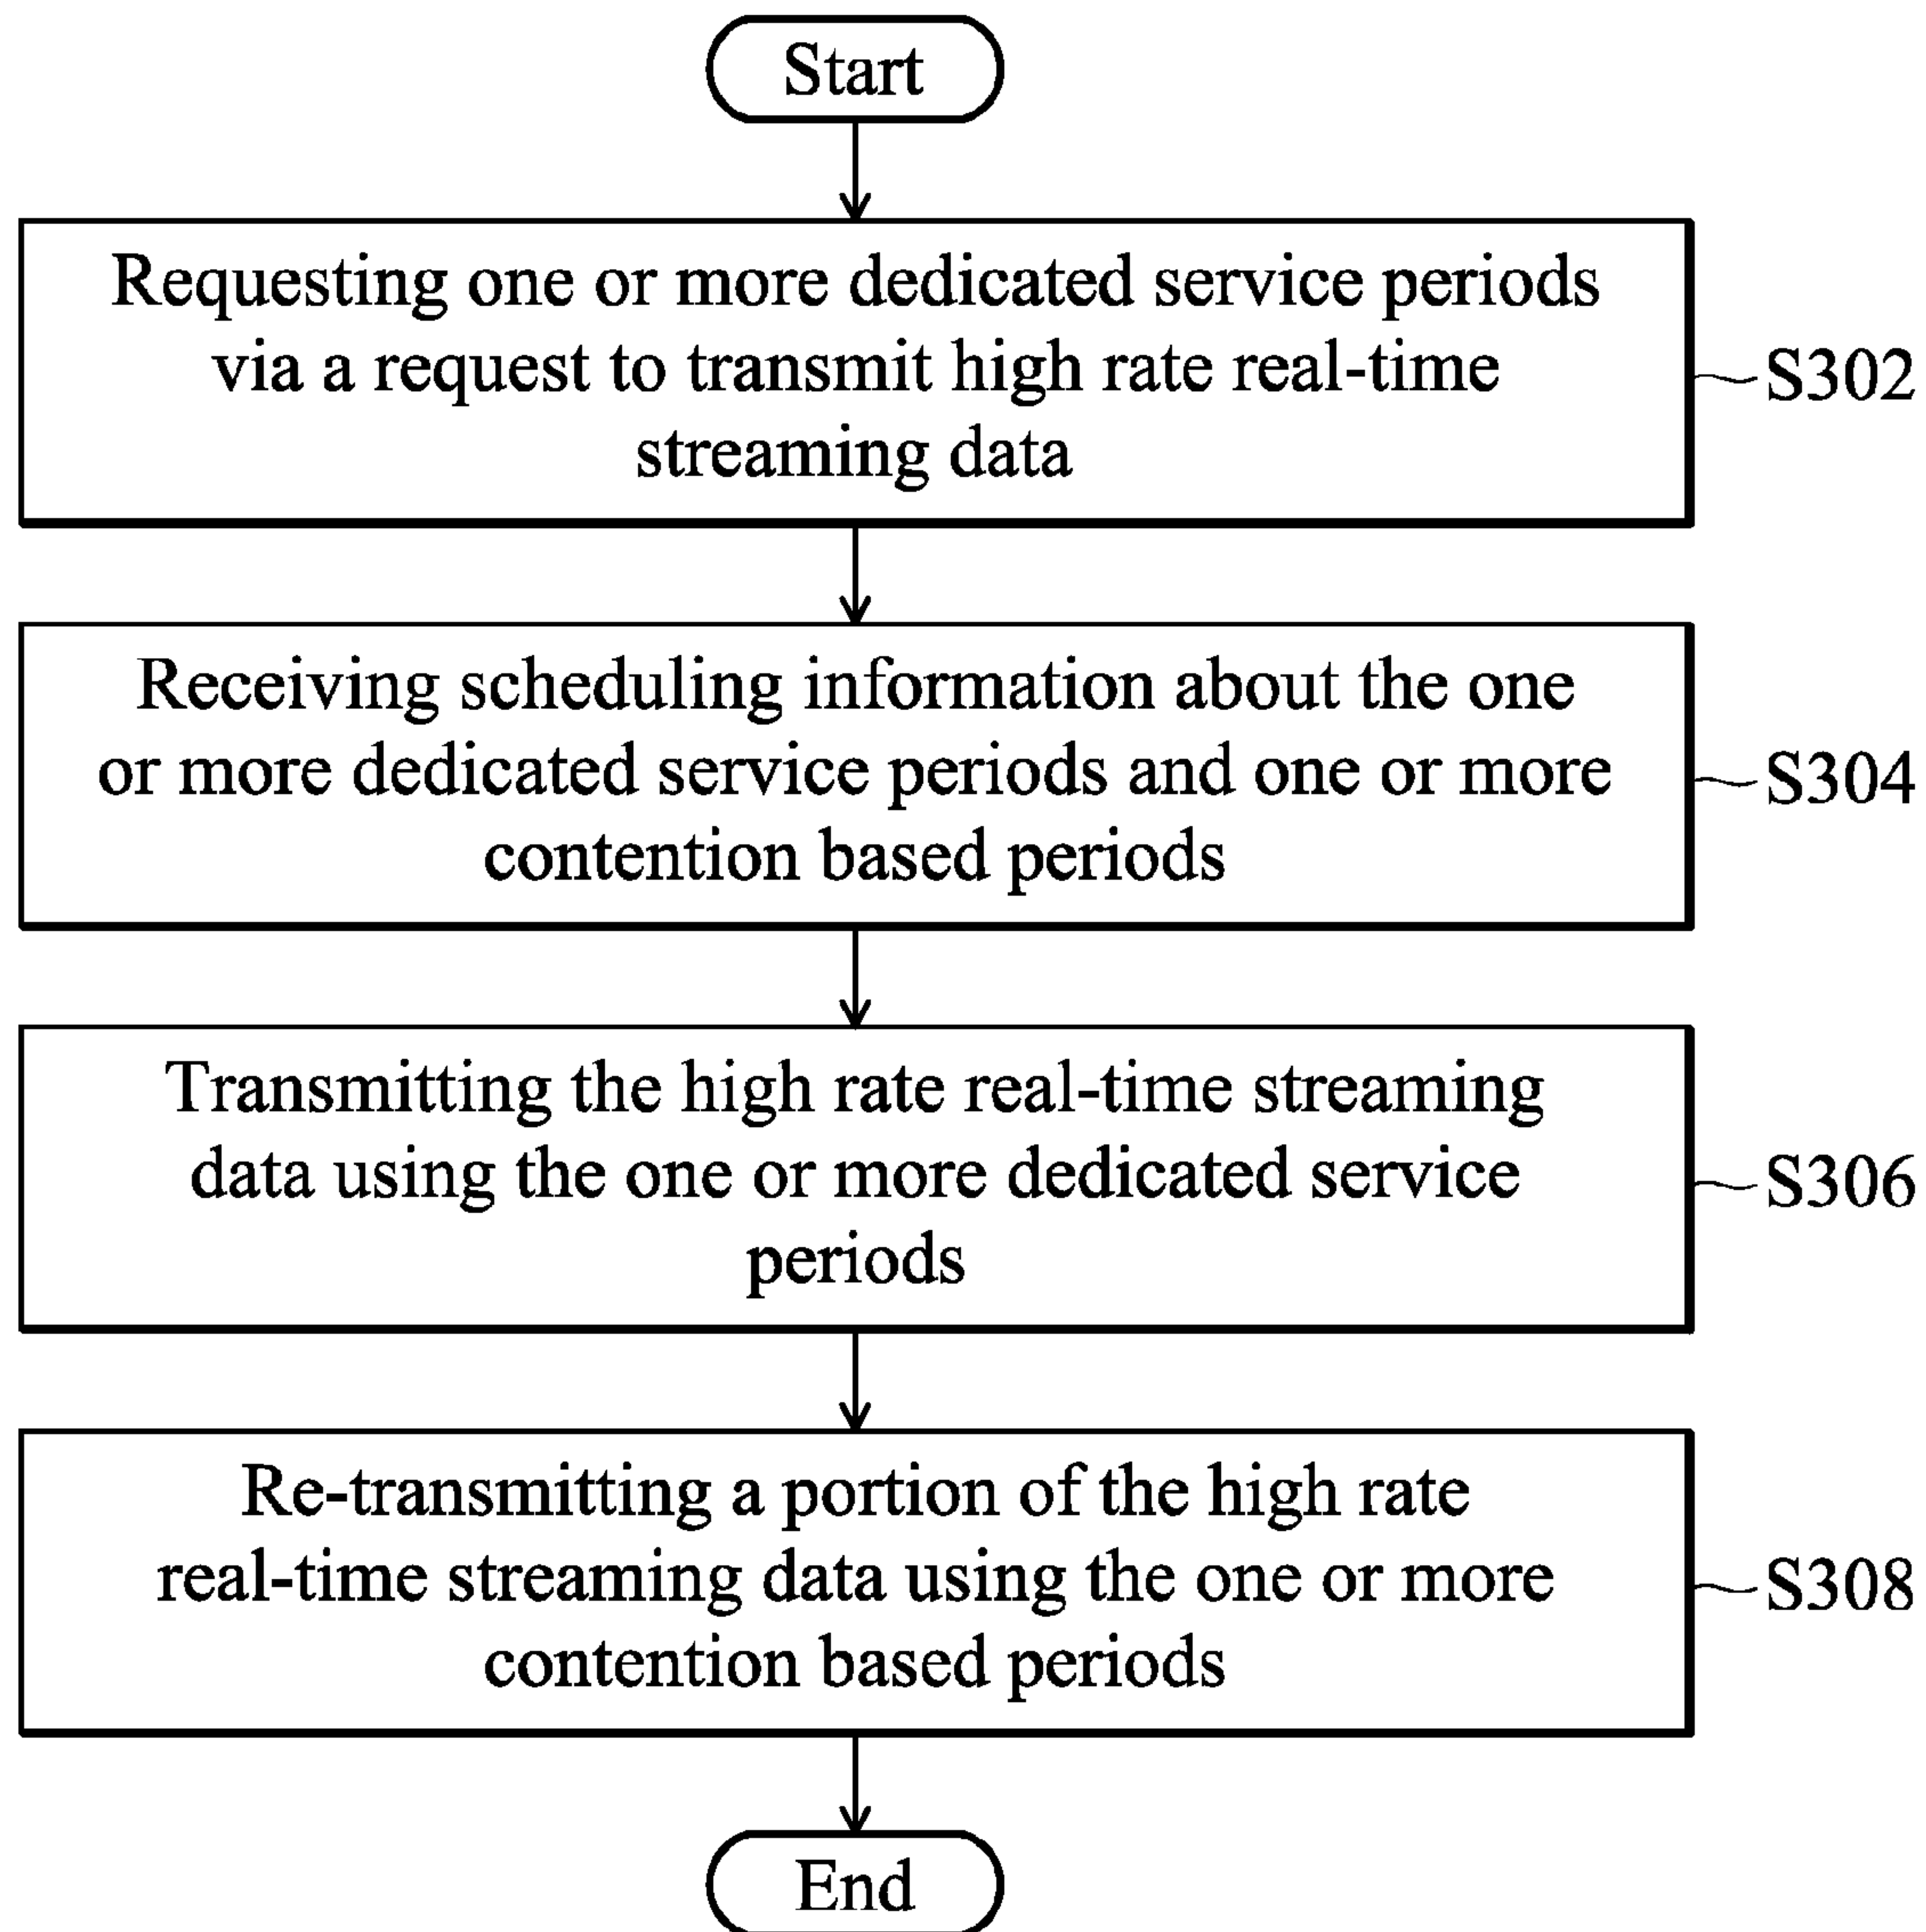 Start
Requesting one or more dedicated service periods
via a request to transmit high rate real-time
streaming data
S302
Receiving scheduling information about the one
or more dedicated service periods and one or more
contention based periods
S304
Transmitting the high rate real-time streaming
data using the one or more dedicated service
periods
S306
Re-transmitting a portion of the high rate
real-time streaming data using the one or more
contention based periods
S308
End